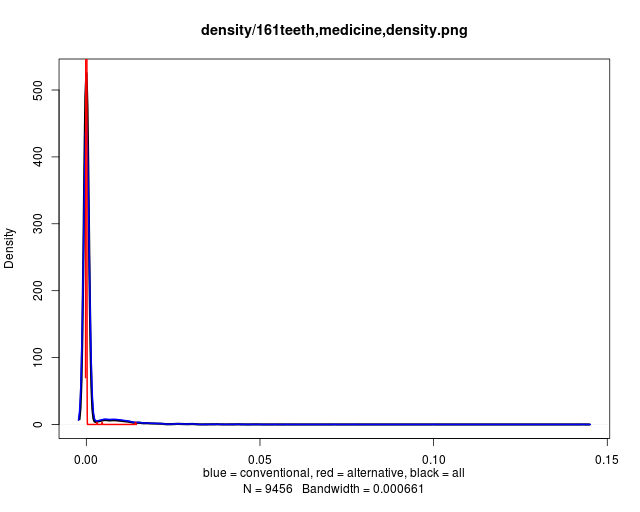 density/161teeth,medicine,density.png
Density
500
400
300
200
100
0
0.00 0.05 0.10 0.15
blue = conventional, red = alternative, black = all
N = 9456 Bandwidth = 0.000661